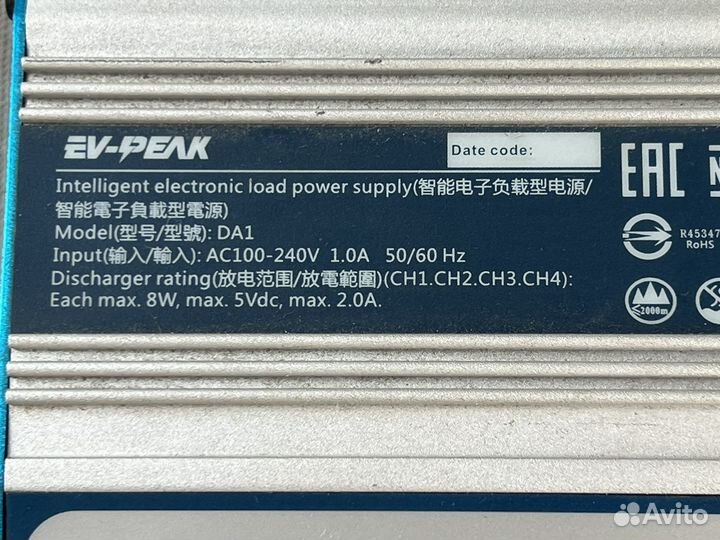 EV-PEAK
Date code:
Intelligent electronic load power supply(智能电子负载型电源/
智能電子負載型電源)
Model(型号/型號): DA1
Input(输入/輸入): AC100-240V 1.0A 50/60 Hz
Discharger rating(放电范围/放電範圍)(CH1.CH2.CH3.CH4):
Each max. 8W, max. 5Vdc, max. 2.0A.
EAC
R45347
RoHS
≤2000m
Avito